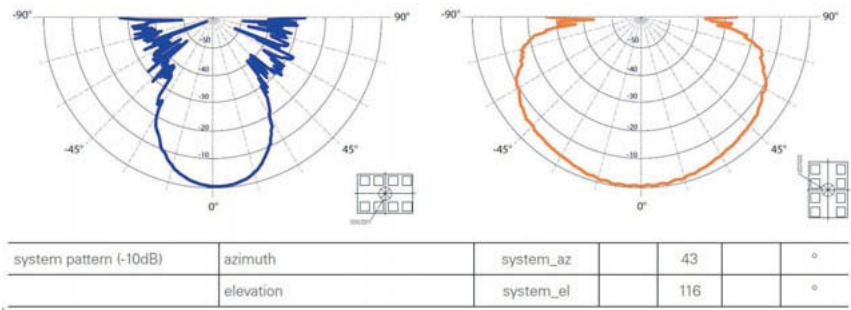 -90° 90° -90° 90°
-50 -50
-40 -40
-30 -30
-20 -20
-45° 45° -45° 45°
-10 -10
0° 0°
system pattern (-10dB) azimuth system_az 43 °
elevation system_el 116 °